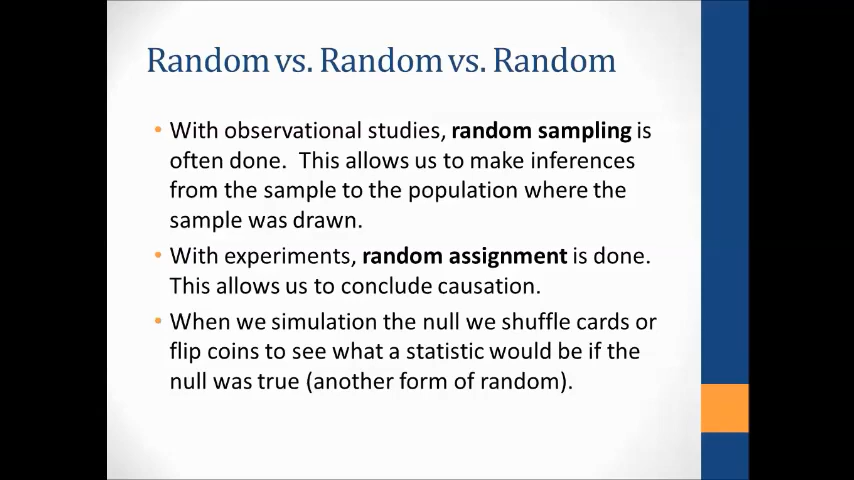 Random vs. Random vs. Random
• With observational studies, random sampling is
often done. This allows us to make inferences
from the sample to the population where the
sample was drawn.
• With experiments, random assignment is done.
This allows us to conclude causation.
• When we simulation the null we shuffle cards or
flip coins to see what a statistic would be if the
null was true (another form of random).